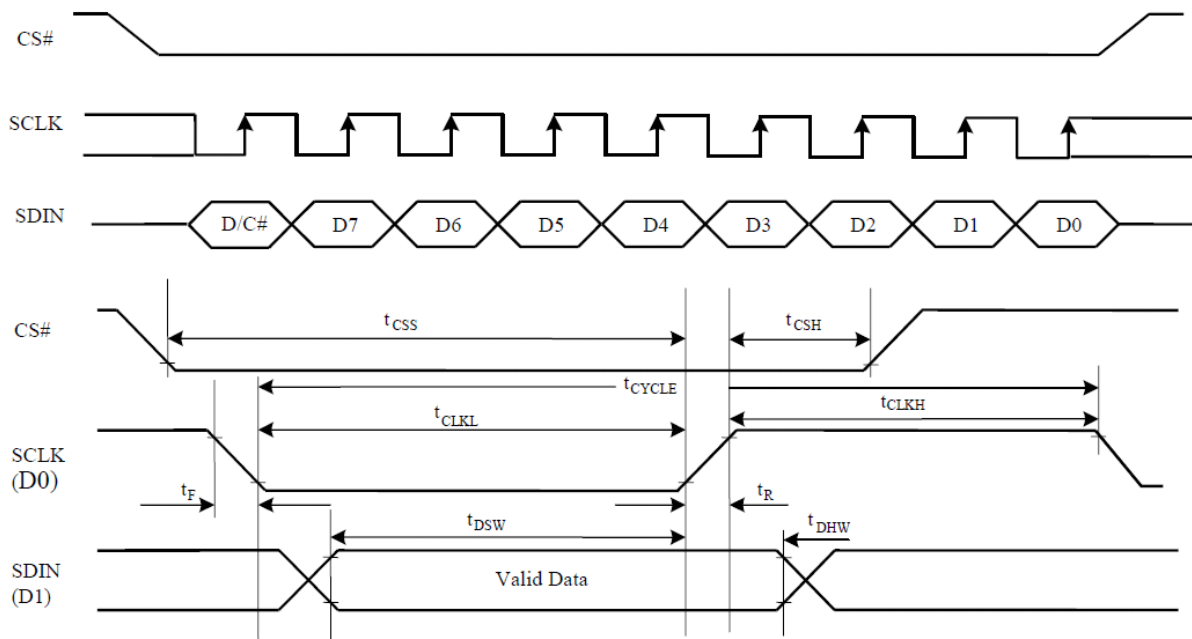 CS#
SCLK
SDIN
D/C# D7 D6 D5 D4 D3 D2 D1 D0
CS#
tCSS
tCSH
tCYCLE
tCLKL
tCLKH
SCLK
(D0)
tF
tR
tDSW
tDHW
SDIN
(D1)
Valid Data